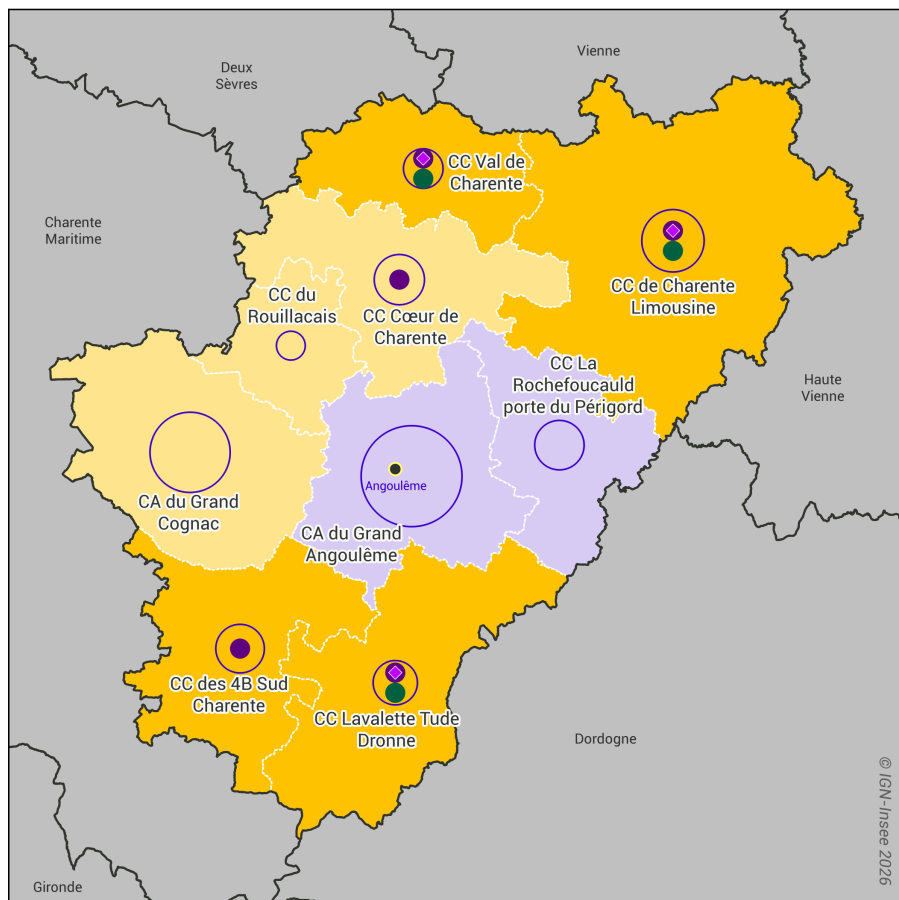 Vienne
Deux
Sèvres
CC Val de
Charente
Charente
Maritime
CC de Charente
Limousine
CC du
Rouillacais
CC Cœur de
Charente
CC La
Rochefoucauld
porte du Périgord
Haute
Vienne
Angoulême
CA du Grand
Cognac
CA du Grand
Angoulême
CC des 4B Sud
Charente
CC Lavalette Tude
Dronne
Dordogne
© IGN-Insee 2026
Gironde